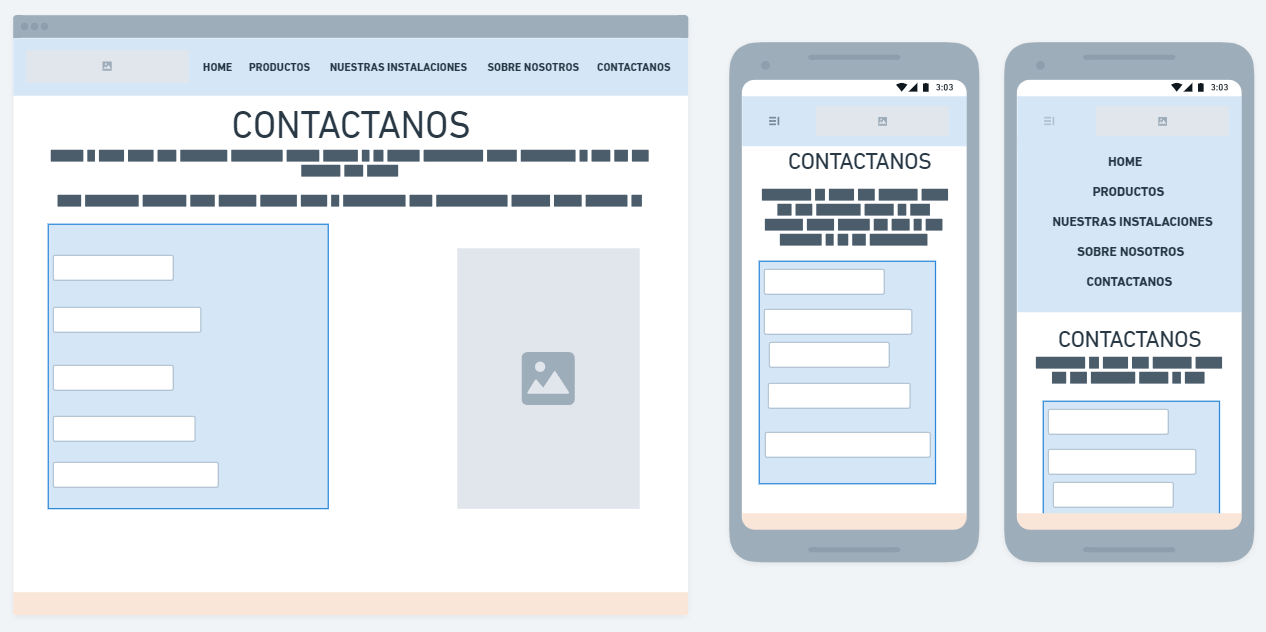 HOME PRODUCTOS NUESTRAS INSTALACIONES SOBRE NOSOTROS CONTACTANOS
CONTACTANOS
3:03
CONTACTANOS
3:03
HOME
PRODUCTOS
NUESTRAS INSTALACIONES
SOBRE NOSOTROS
CONTACTANOS
CONTACTANOS